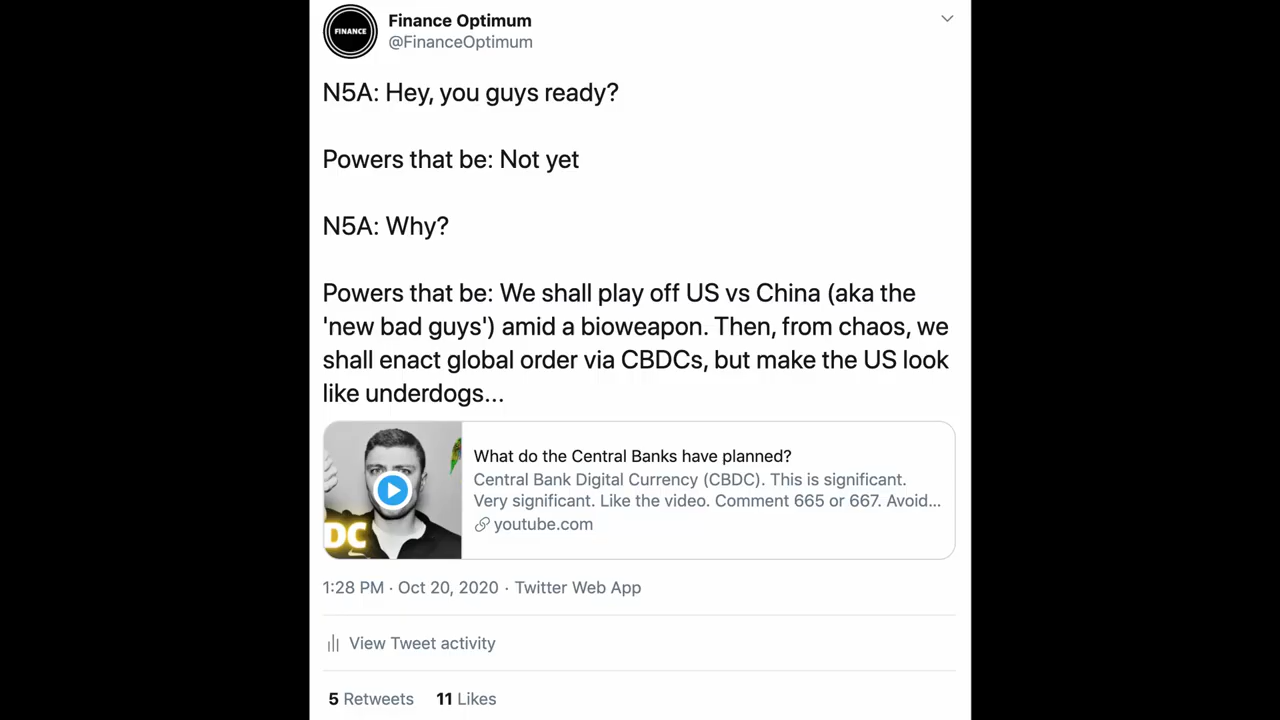 FINANCE
Finance Optimum
@FinanceOptimum
N5A: Hey, you guys ready?
Powers that be: Not yet
N5A: Why?
Powers that be: We shall play off US vs China (aka the
'new bad guys') amid a bioweapon. Then, from chaos, we
shall enact global order via CBDCs, but make the US look
like underdogs...
DC
What do the Central Banks have planned?
Central Bank Digital Currency (CBDC). This is significant.
Very significant. Like the video. Comment 665 or 667. Avoid...
youtube.com
1:28 PM · Oct 20, 2020 · Twitter Web App
View Tweet activity
5 Retweets 11 Likes